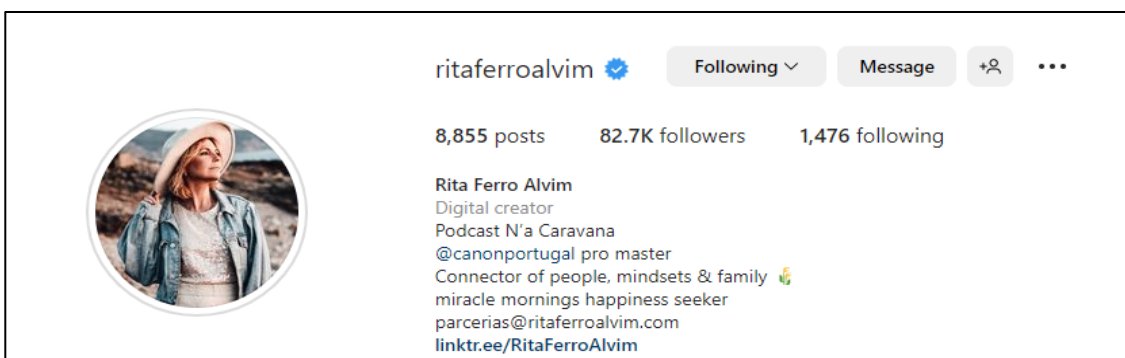 ritaferroalvim Following Message
8,855 posts 82.7K followers 1,476 following
Rita Ferro Alvim
Digital creator
Podcast N'a Caravana
@canonportugal pro master
Connector of people, mindsets & family
miracle mornings happiness seeker
parcerias@ritaferroalvim.com
linktr.ee/RitaFerroAlvim